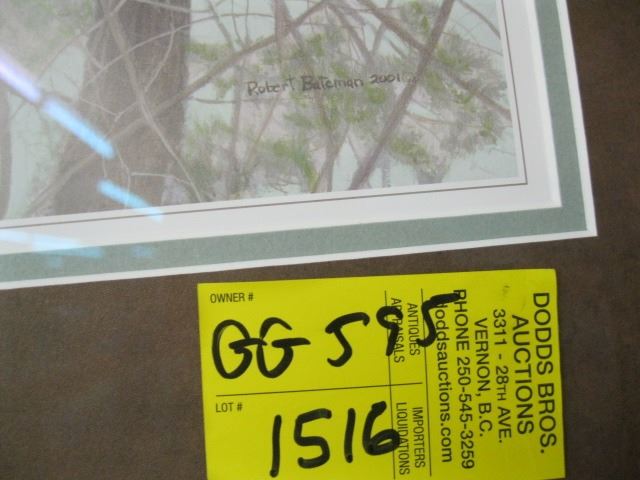 Robert Bateman 2001
OWNER #
GG 595
LOT #
1516
DODDS BROS.
AUCTIONS
3311 - 28TH AVE.
VERNON, B.C.
PHONE 250-545-3259
doddsauctions.com
ANTIQUES
APPRAISALS
IMPORTERS
LIQUIDATIONS